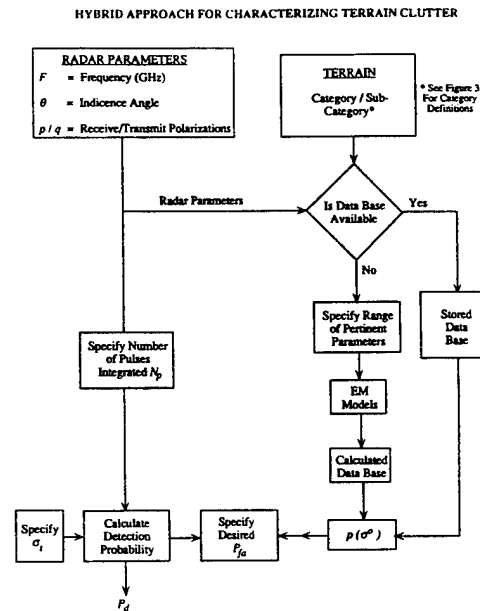 HYBRID APPROACH FOR CHARACTERIZING TERRAIN CLUTTER
RADAR PARAMETERS
F = Frequency (GHz)
θ = Indicence Angle
p / q = Receive/Transmit Polarizations
TERRAIN
Category / Sub-
Category*
* See Figure 3
For Category
Definitions
Radar Parameters
Is Data Base
Available
Yes
No
Specify Range
of Pertinent
Parameters
Stored
Data
Base
Specify Number
of Pulses
Integrated Np
EM
Models
Calculated Data Base
Specify
σt
Calculate
Detection
Probability
Specify
Desired
Pfa
p (σ°)
Pd